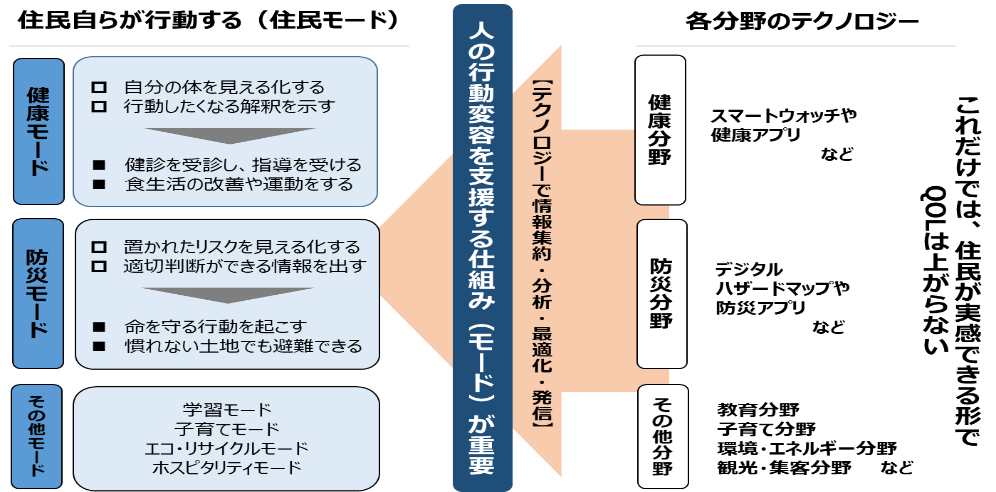 住民自らが行動する（住民モード）
健康モード
□ 自分の体を見える化する
□ 行動したくなる解釈を示す
■ 健診を受診し、指導を受ける
■ 食生活の改善や運動をする
防災モード
□ 置かれたリスクを見える化する
□ 適切判断ができる情報を出す
■ 命を守る行動を起こす
■ 慣れない土地でも避難できる
その他モード
学習モード
子育てモード
エコ・リサイクルモード
ホスピタリティモード
人の行動変容を支援する仕組み（モード）が重要
【テクノロジーで情報集約・分析・最適化・発信】
各分野のテクノロジー
健康分野
スマートウォッチや
健康アプリ
など
防災分野
デジタル
ハザードマップや
防災アプリ
など
その他分野
教育分野
子育て分野
環境・エネルギー分野
観光・集客分野　など
これだけでは、住民が実感できる形で
QOLは上がらない